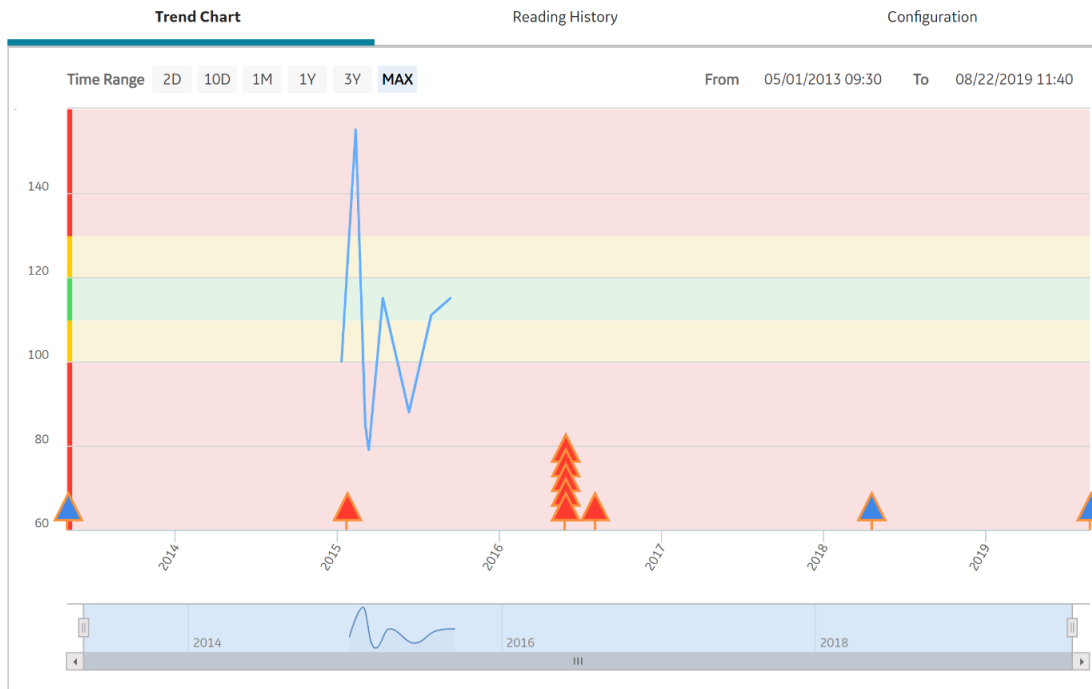 Trend Chart Reading History Configuration
Time Range 2D 10D 1M 1Y 3Y MAX From 05/01/2013 09:30 To 08/22/2019 11:40
140
120
100
80
60
2014 2015 2016 2017 2018 2019
2014 2016 2018